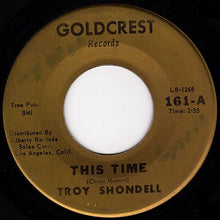 GOLDCREST
Records
LB-1248
Tree Pub.
BMI
161-A
Time: 2:35
Distributed By
Liberty Records
Sales Corp.
Los Angeles, Calif.
THIS TIME
(Chips Moman)
TROY SHONDELL